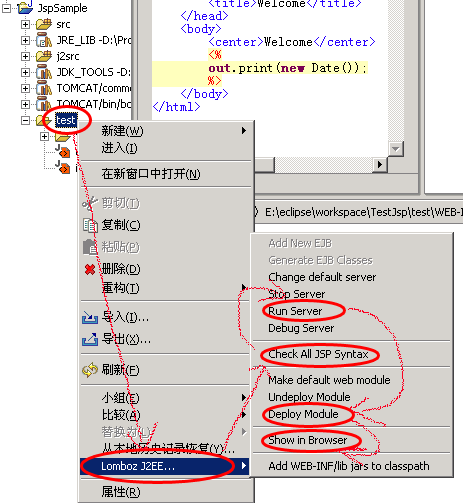 JspSample
src
JRE_LIB -D:\Pro
j2src
JDK_TOOLS -D:\
TOMCAT/commo
TOMCAT/bin/bo
test
<title>Welcome</title>
</head>
<body>
<center>Welcome</center>
<%
out.print(new Date());
%>
</body>
</html>
新建(W)
进入(I)
在新窗口中打开(N)
剪切(T)
复制(C)
粘贴(P)
删除(D)
重构(T)
导入(I)...
导出(X)...
刷新(F)
小组(E)
比较(A)
替换为(L)
从本地历史记录恢复(Y)...
Lomboz J2EE...
属性(R)
E:\eclipse\workspace\TestJsp\test\WEB-I
Add New EJB
Generate EJB Classes
Change default server
Stop Server
Run Server
Debug Server
Check All JSP Syntax
Make default web module
Undeploy Module
Deploy Module
Show in Browser
Add WEB-INF/lib jars to classpath